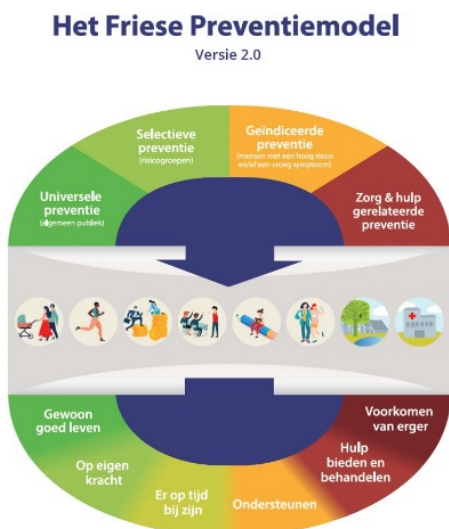 Het Friese Preventiemodel
Versie 2.0
Selectieve
preventie
(risicogroepen)
Geïndiceerde
preventie
(mensen met een hoog risico
en/of een vroeg symptoom)
Universele
preventie
(algemeen publiek)
Zorg & hulp
gerelateerde
preventie
Gewoon
goed leven
Op eigen
kracht
Er op tijd
bij zijn
Ondersteunen
Hulp
bieden en
behandelen
Voorkomen
van erger